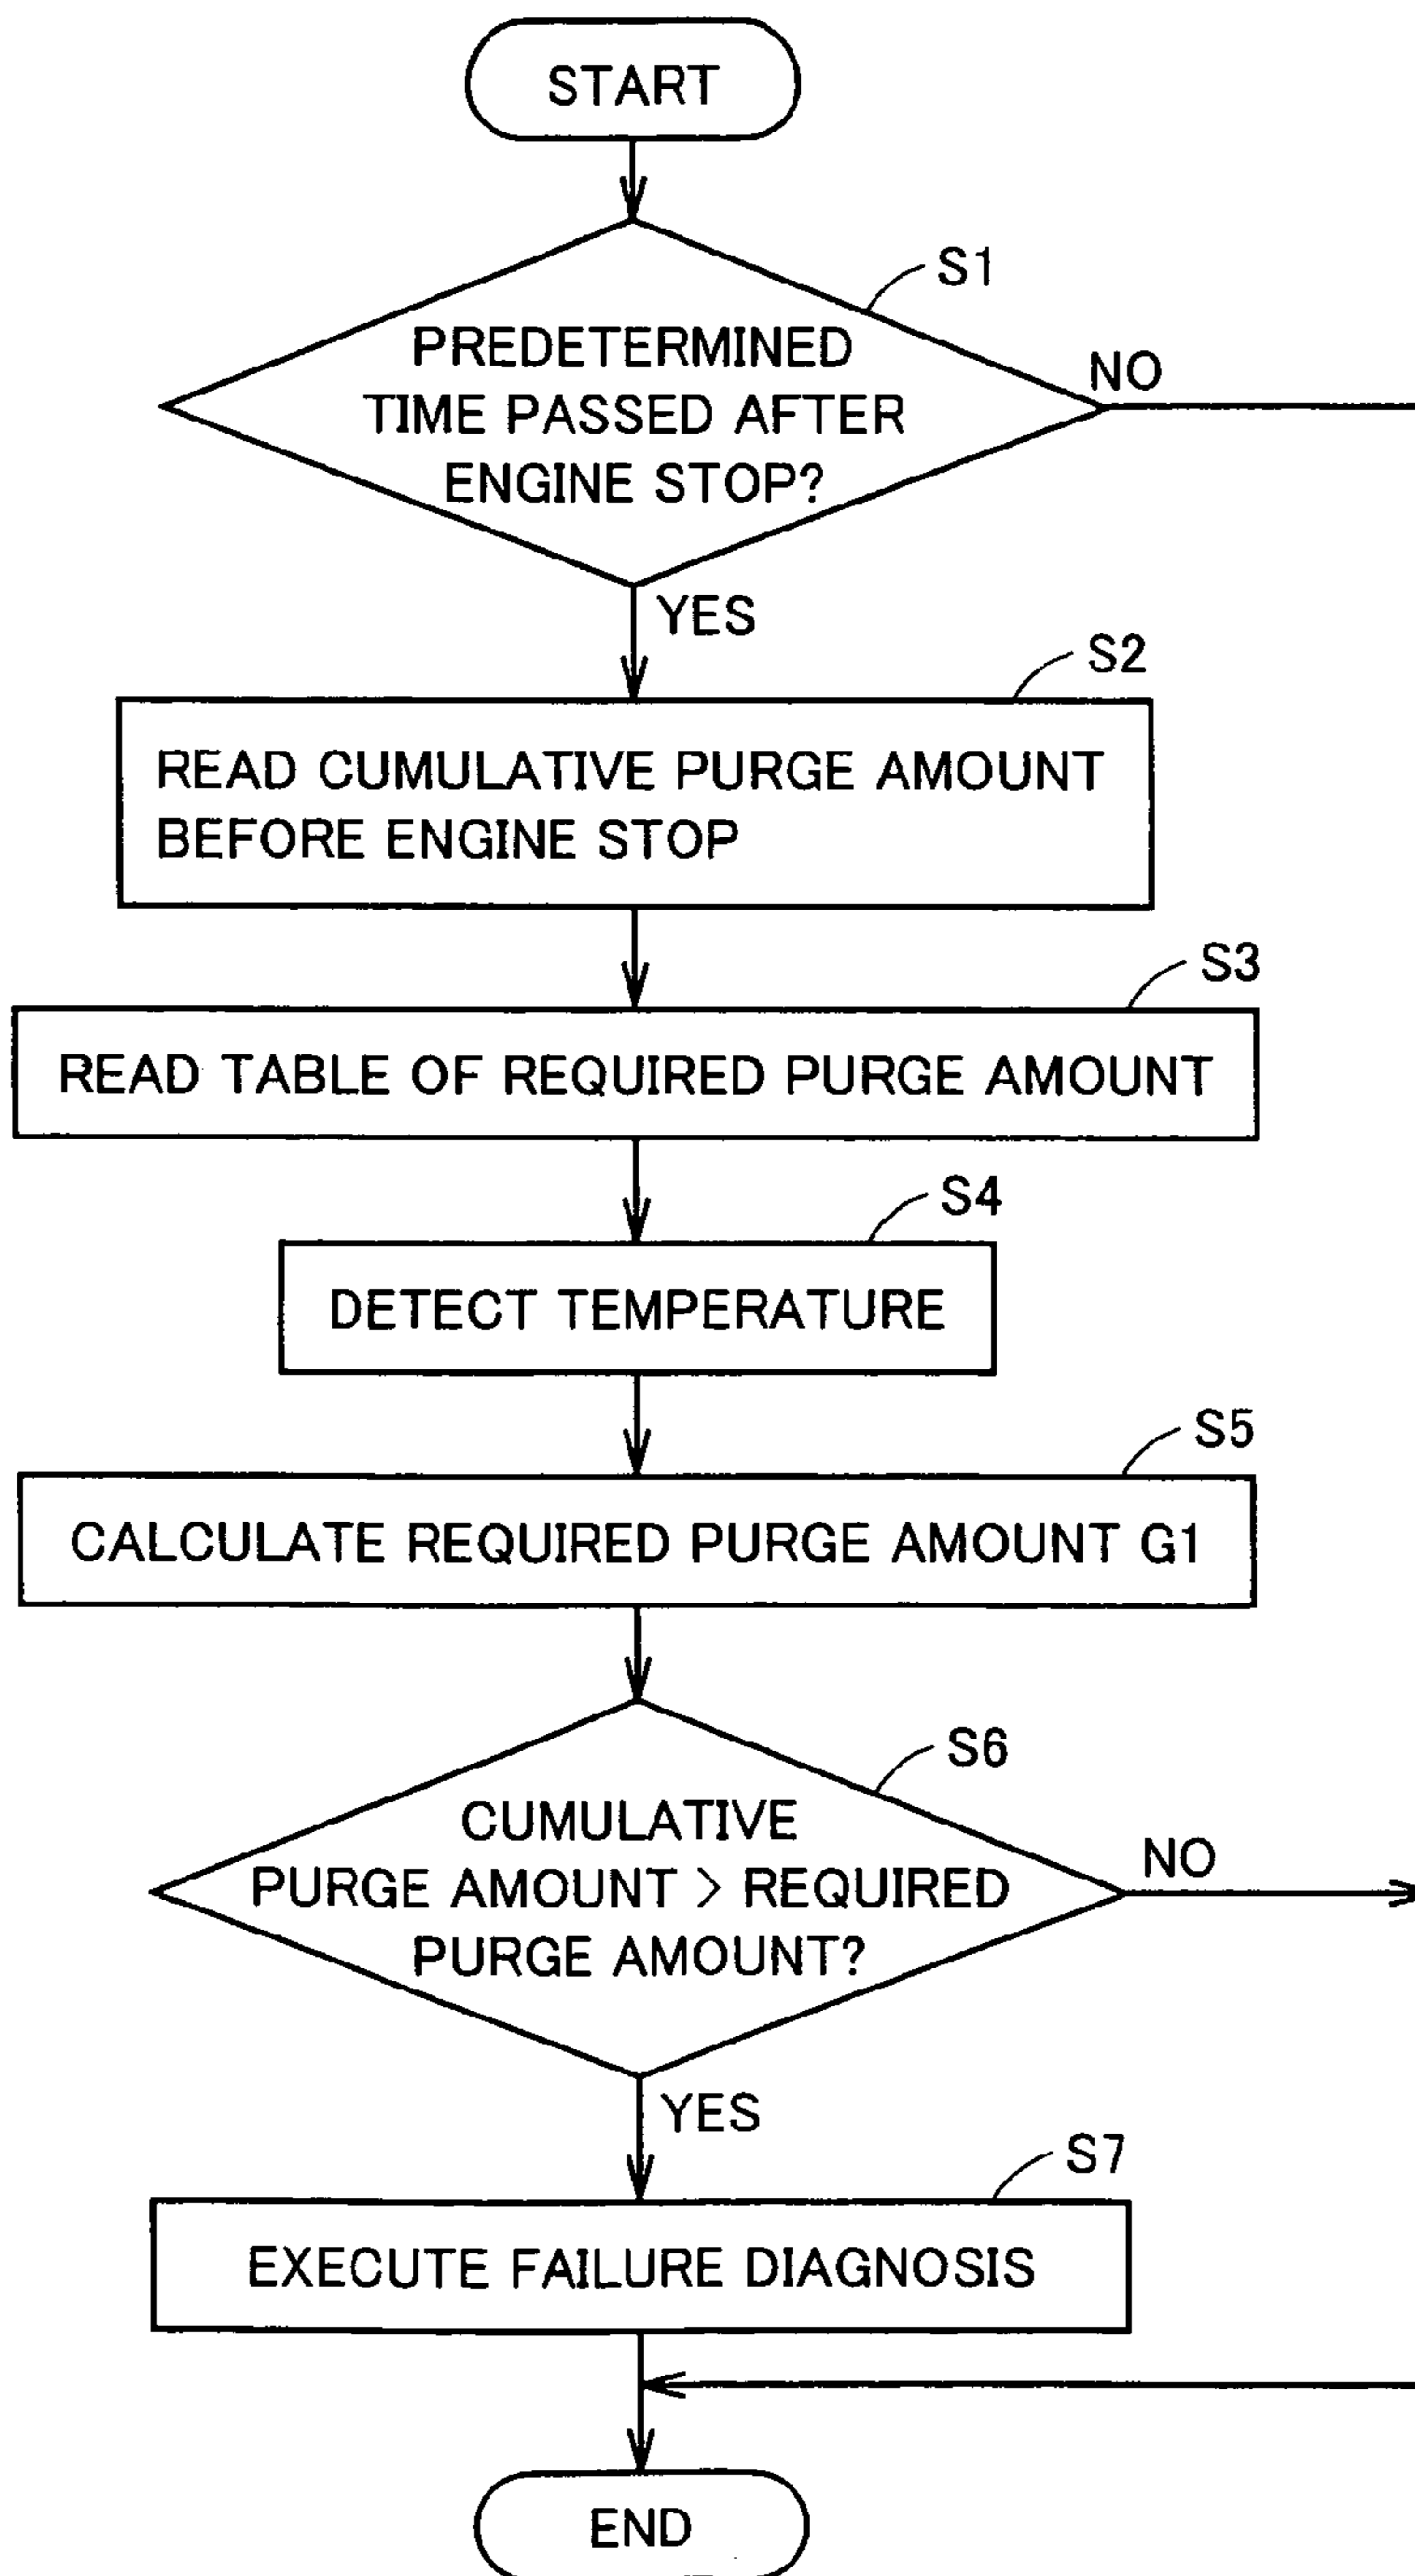 START
S1
PREDETERMINED
TIME PASSED AFTER
ENGINE STOP?
NO
YES
S2
READ CUMULATIVE PURGE AMOUNT
BEFORE ENGINE STOP
S3
READ TABLE OF REQUIRED PURGE AMOUNT
S4
DETECT TEMPERATURE
S5
CALCULATE REQUIRED PURGE AMOUNT G1
S6
CUMULATIVE
PURGE AMOUNT > REQUIRED
PURGE AMOUNT?
NO
YES
S7
EXECUTE FAILURE DIAGNOSIS
END